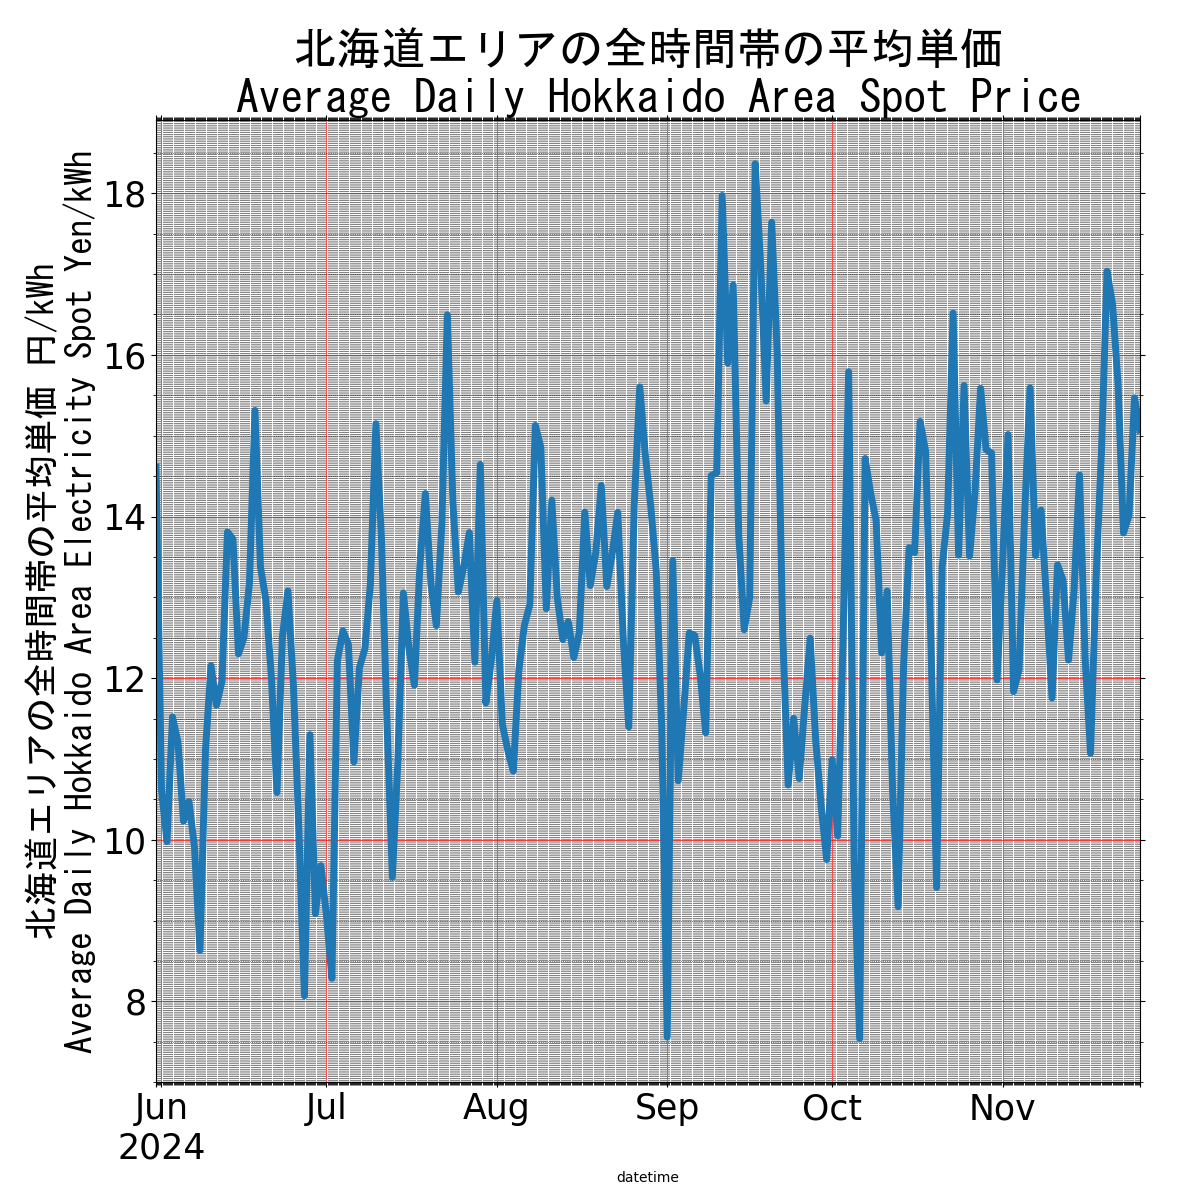 北海道エリアの全時間帯の平均単価
Average Daily Hokkaido Area Spot Price
北海道エリアの全時間帯の平均単価 円/kWh
Average Daily Hokkaido Area Electricity Spot Yen/kWh
18
16
14
12
10
8
Jun Jul Aug Sep Oct Nov
2024
datetime